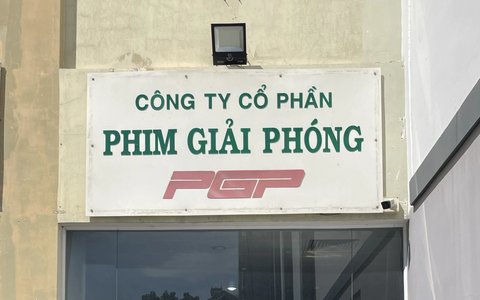 CÔNG TY CỔ PHẦN
PHIM GIẢI PHÓNG
PGP